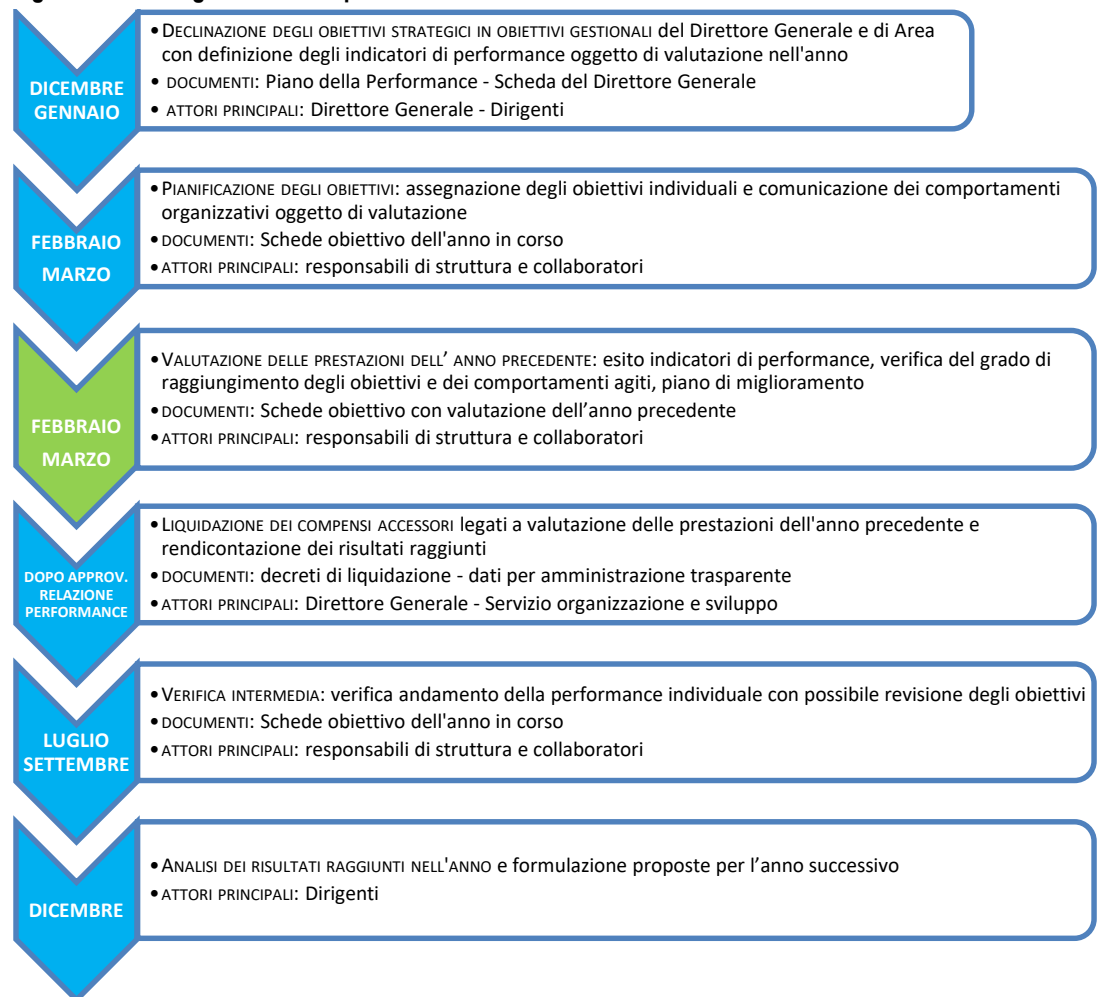 DICEMBRE
GENNAIO
•DECLINAZIONE DEGLI OBIETTIVI STRATEGICI IN OBIETTIVI GESTIONALI del Direttore Generale e di Area
con definizione degli indicatori di performance oggetto di valutazione nell'anno
• DOCUMENTI: Piano della Performance - Scheda del Direttore Generale
• ATTORI PRINCIPALI: Direttore Generale - Dirigenti
FEBBRAIO
MARZO
•PIANIFICAZIONE DEGLI OBIETTIVI: assegnazione degli obiettivi individuali e comunicazione dei comportamenti
organizzativi oggetto di valutazione
•DOCUMENTI: Schede obiettivo dell'anno in corso
•ATTORI PRINCIPALI: responsabili di struttura e collaboratori
FEBBRAIO
MARZO
•VALUTAZIONE DELLE PRESTAZIONI DELL’ ANNO PRECEDENTE: esito indicatori di performance, verifica del grado di
raggiungimento degli obiettivi e dei comportamenti agiti, piano di miglioramento
•DOCUMENTI: Schede obiettivo con valutazione dell’anno precedente
•ATTORI PRINCIPALI: responsabili di struttura e collaboratori
DOPO APPROV.
RELAZIONE
PERFORMANCE
•LIQUIDAZIONE DEI COMPENSI ACCESSORI legati a valutazione delle prestazioni dell'anno precedente e
rendicontazione dei risultati raggiunti
•DOCUMENTI: decreti di liquidazione - dati per amministrazione trasparente
•ATTORI PRINCIPALI: Direttore Generale - Servizio organizzazione e sviluppo
LUGLIO
SETTEMBRE
•VERIFICA INTERMEDIA: verifica andamento della performance individuale con possibile revisione degli obiettivi
•DOCUMENTI: Schede obiettivo dell'anno in corso
•ATTORI PRINCIPALI: responsabili di struttura e collaboratori
DICEMBRE
•ANALISI DEI RISULTATI RAGGIUNTI NELL'ANNO e formulazione proposte per l’anno successivo
•ATTORI PRINCIPALI: Dirigenti